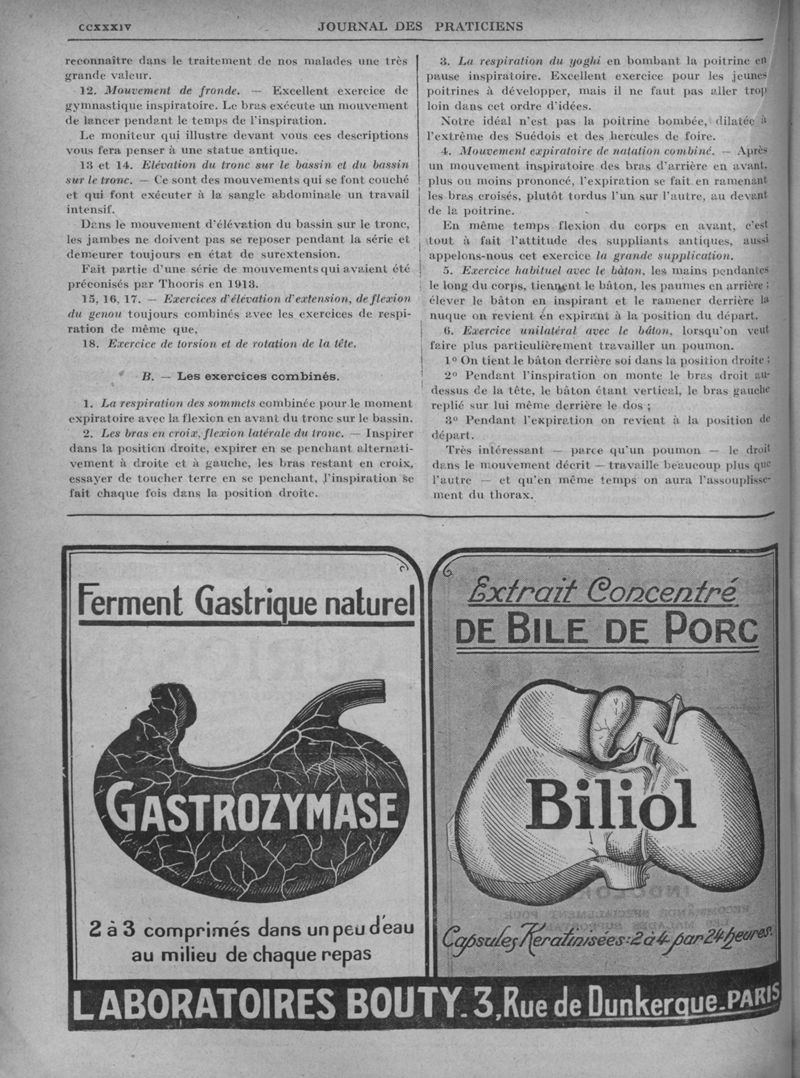 CCXXXIV
JOURNAL DES PRATICIENS
reconnaître dans le traitement de nos malades une très
grande valeur.
12. Mouvement de fronde. — Excellent exercice de
gymnastique inspiratoire. Le bras exécute un mouvement
de lancer pendant le temps de l'inspiration.
Le moniteur qui illustre devant vous ces descriptions
vous fera penser à une statue antique.
13 et 14. Elévation du tronc sur le bassin et du bassin
sur le tronc. — Ce sont des mouvements qui se font couché
et qui font exécuter à la sangle abdominale un travail
intensif.
Dans le mouvement d'élévation du bassin sur le tronc,
les jambes ne doivent pas se reposer pendant la série et
demeurer toujours en état de surextension.
Fait partie d'une série de mouvements qui avaient été
préconisés par Thooris en 1913.
15, 16, 17. — Exercices d'élévation d'extension, de flexion
du genou toujours combinés avec les exercices de respi-
ration de même que,
18. Exercice de torsion et de rotation de la tête.
B. — Les exercices combinés.
1. La respiration des sommets combinée pour le moment
expiratoire avec la flexion en avant du tronc sur le bassin.
2. Les bras en croix, flexion latérale du tronc. — Inspirer
dans la position droite, expirer en se penchant alternati-
vement à droite et à gauche, les bras restant en croix,
essayer de toucher terre en se penchant, l'inspiration se
fait chaque fois dans la position droite.
3. La respiration du yoghi en bombant la poitrine en
pause inspiratoire. Excellent exercice pour les jeunes
poitrines à développer, mais il ne faut pas aller trop
loin dans cet ordre d'idées.
Notre idéal n'est pas la poitrine bombée, dilatée à
l'extrême des Suédois et des hercules de foire.
4. Mouvement expiratoire de natation combiné. — Après
un mouvement inspiratoire des bras d'arrière en avant,
plus ou moins prononcé, l'expiration se fait en ramenant
les bras croisés, plutôt tordus l'un sur l'autre, au devant
de la poitrine.
En même temps flexion du corps en avant, c'est
tout à fait l'attitude des suppliants antiques, aussi
appelons-nous cet exercice la grande supplication.
5. Exercice habituel avec le bâton, les mains pendantes
le long du corps, tiennent le bâton, les paumes en arrière ;
élever le bâton en inspirant et le ramener derrière la
nuque on revient en expirant à la position du départ.
6. Exercice unilatéral avec le bâton, lorsqu'on veut
faire plus particulièrement travailler un poumon.
1° On tient le bâton derrière soi dans la position droite ;
2° Pendant l'inspiration on monte le bras droit au-
dessus de la tête, le bâton étant vertical, le bras gauche
replié sur lui même derrière le dos ;
3° Pendant l'expiration on revient à la position de
départ.
Très intéressant — parce qu'un poumon — le droit
dans le mouvement décrit — travaille beaucoup plus que
l'autre — et qu'en même temps on aura l'assouplisse-
ment du thorax.
Ferment Gastrique naturel
GASTROZYMASE
2 à 3 comprimés dans un peu d'eau
au milieu de chaque repas
Extrait Concentré
DE BILE DE PORC
Biliol
Capsules Keratinisées: 2 à 4 par 24 heures.
LABORATOIRES BOUTY. 3, Rue de Dunkerque. PARIS